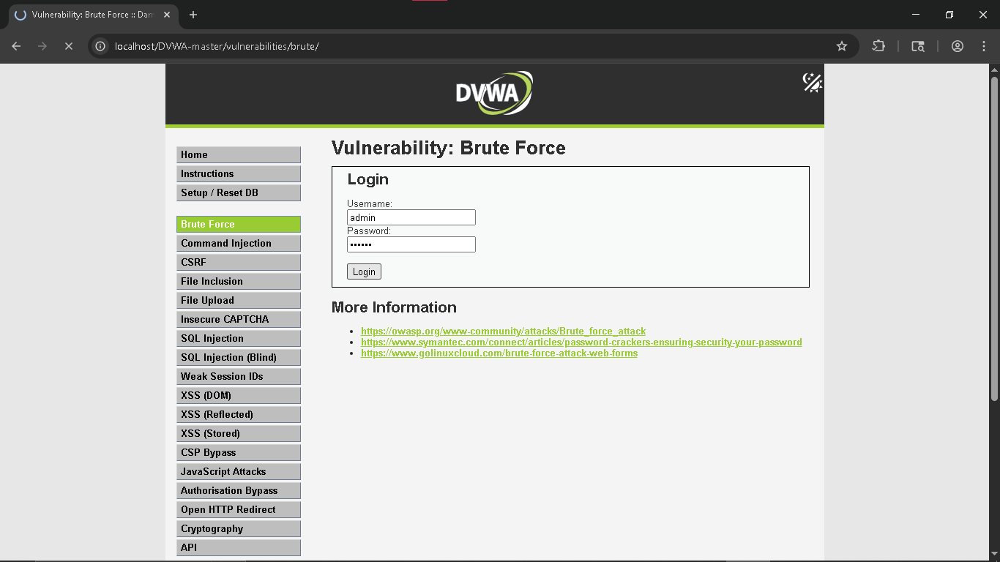 Vulnerability: Brute Force :: Dam
localhost/DVWA-master/vulnerabilities/brute/
DVWA
Home
Instructions
Setup / Reset DB
Brute Force
Command Injection
CSRF
File Inclusion
File Upload
Insecure CAPTCHA
SQL Injection
SQL Injection (Blind)
Weak Session IDs
XSS (DOM)
XSS (Reflected)
XSS (Stored)
CSP Bypass
JavaScript Attacks
Authorisation Bypass
Open HTTP Redirect
Cryptography
API
Vulnerability: Brute Force
Login
Username:
admin
Password:
••••••
Login
More Information
• https://owasp.org/www-community/attacks/Brute_force_attack
• https://www.symantec.com/connect/articles/password-crackers-ensuring-security-your-password
• https://www.golinuxcloud.com/brute-force-attack-web-forms